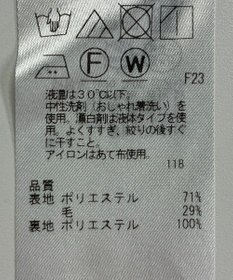 F W
F23
液温は30℃以下。
中性洗剤(おしゃれ着洗い)を
使用。漂白剤は液体タイプを使
用。よくすすぎ、絞りの後すぐ
に干すこと。
アイロンはあて布使用。
118
品質
表地 ポリエステル 71%
毛 29%
裏地 ポリエステル 100%